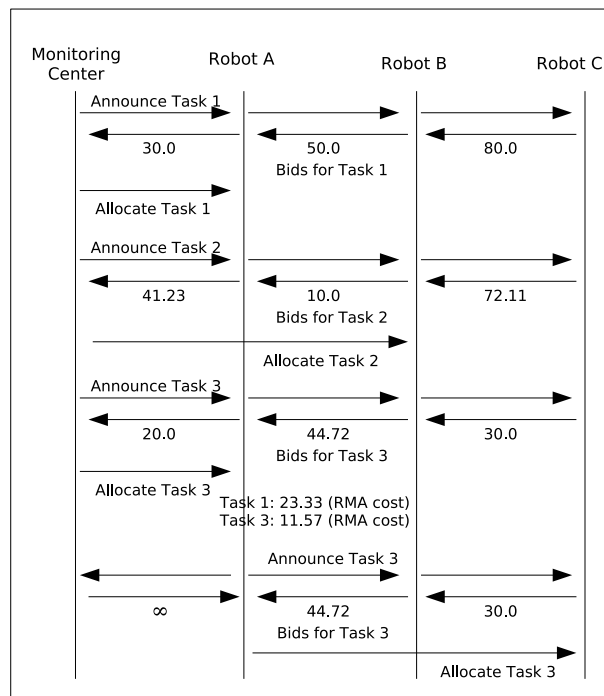 Monitoring
Center
Robot A
Robot B
Robot C
Announce Task 1
30.0
50.0
80.0
Bids for Task 1
Allocate Task 1
Announce Task 2
41.23
10.0
72.11
Bids for Task 2
Allocate Task 2
Announce Task 3
20.0
44.72
30.0
Bids for Task 3
Allocate Task 3
Task 1: 23.33 (RMA cost)
Task 3: 11.57 (RMA cost)
Announce Task 3
∞
44.72
30.0
Bids for Task 3
Allocate Task 3